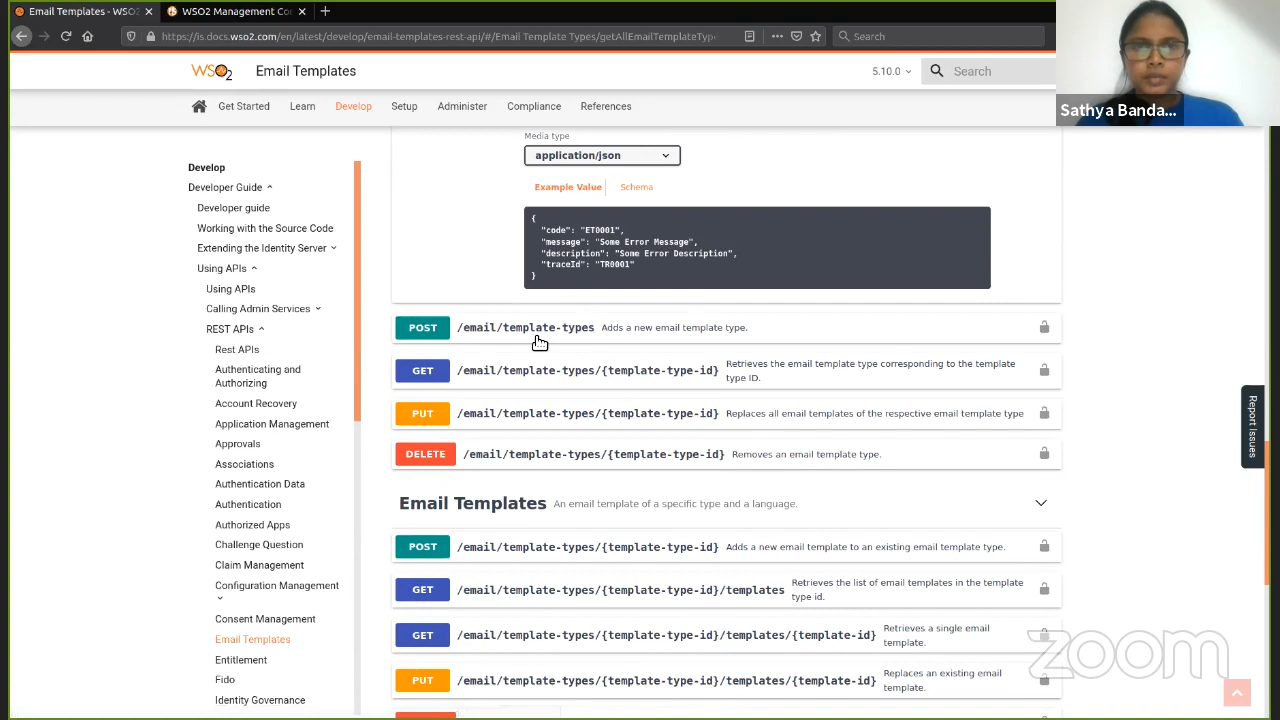 Email Templates - WSO2
WSO2 Management Co
https://is.docs.wso2.com/en/latest/develop/email-templates-rest-api/#/Email Template Types/getAllEmailTemplateType
Search
WSO2
Email Templates
5.10.0
Search
Sathya Banda...
Get Started
Learn
Develop
Setup
Administer
Compliance
References
Develop
Developer Guide
Developer guide
Working with the Source Code
Extending the Identity Server
Using APIs
Using APIs
Calling Admin Services
REST APIs
Rest APIs
Authenticating and
Authorizing
Account Recovery
Application Management
Approvals
Associations
Authentication Data
Authentication
Authorized Apps
Challenge Question
Claim Management
Configuration Management
Consent Management
Email Templates
Entitlement
Fido
Identity Governance
Media type
application/json
Example Value
Schema
{
"code": "ET0001",
"message": "Some Error Message",
"description": "Some Error Description",
"traceId": "TR0001"
}
POST /email/template-types Adds a new email template type.
GET /email/template-types/{template-type-id} Retrieves the email template type corresponding to the template
type ID.
PUT /email/template-types/{template-type-id} Replaces all email templates of the respective email template type
DELETE /email/template-types/{template-type-id} Removes an email template type.
Email Templates An email template of a specific type and a language.
POST /email/template-types/{template-type-id} Adds a new email template to an existing email template type.
GET /email/template-types/{template-type-id}/templates Retrieves the list of email templates in the template
type id.
GET /email/template-types/{template-type-id}/templates/{template-id} Retrieves a single email
template.
PUT /email/template-types/{template-type-id}/templates/{template-id} Replaces an existing email
template.
Report Issues
zoom